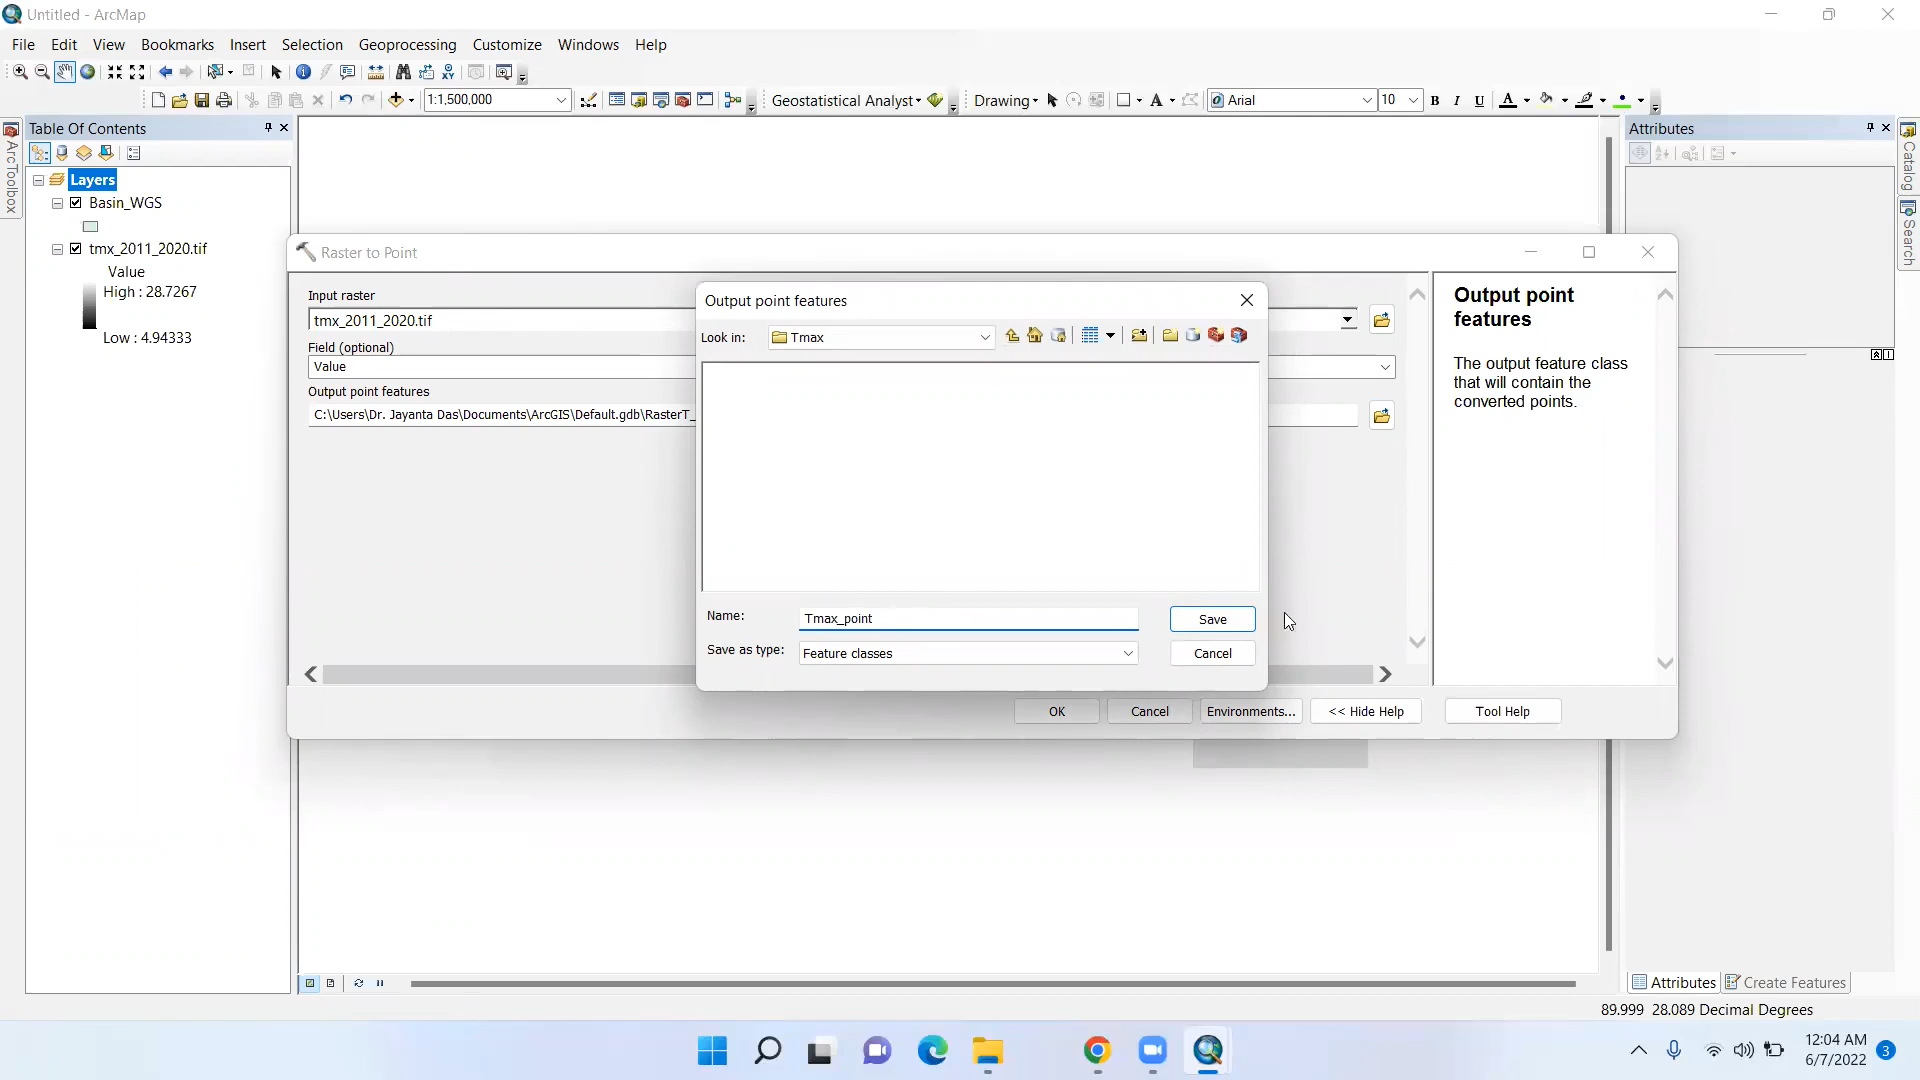 Untitled - ArcMap
File Edit View Bookmarks Insert Selection Geoprocessing Customize Windows Help
1:1,500,000 Geostatistical Analyst Drawing Arial 10 B I U A
Table Of Contents
Attributes
ArcToolbox
Catalog
Search
Layers
Basin_WGS
tmx_2011_2020.tif
Value
High : 28.7267
Low : 4.94333
Raster to Point
Input raster
tmx_2011_2020.tif
Field (optional)
Value
Output point features
C:\Users\Dr. Jayanta Das\Documents\ArcGIS\Default.gdb\RasterT_
Output point features
Look in: Tmax
Name: Tmax_point
Save
Save as type: Feature classes
Cancel
Output point
features
The output feature class
that will contain the
converted points.
OK Cancel Environments... << Hide Help Tool Help
Attributes Create Features
89.999 28.089 Decimal Degrees
12:04 AM
6/7/2022
3